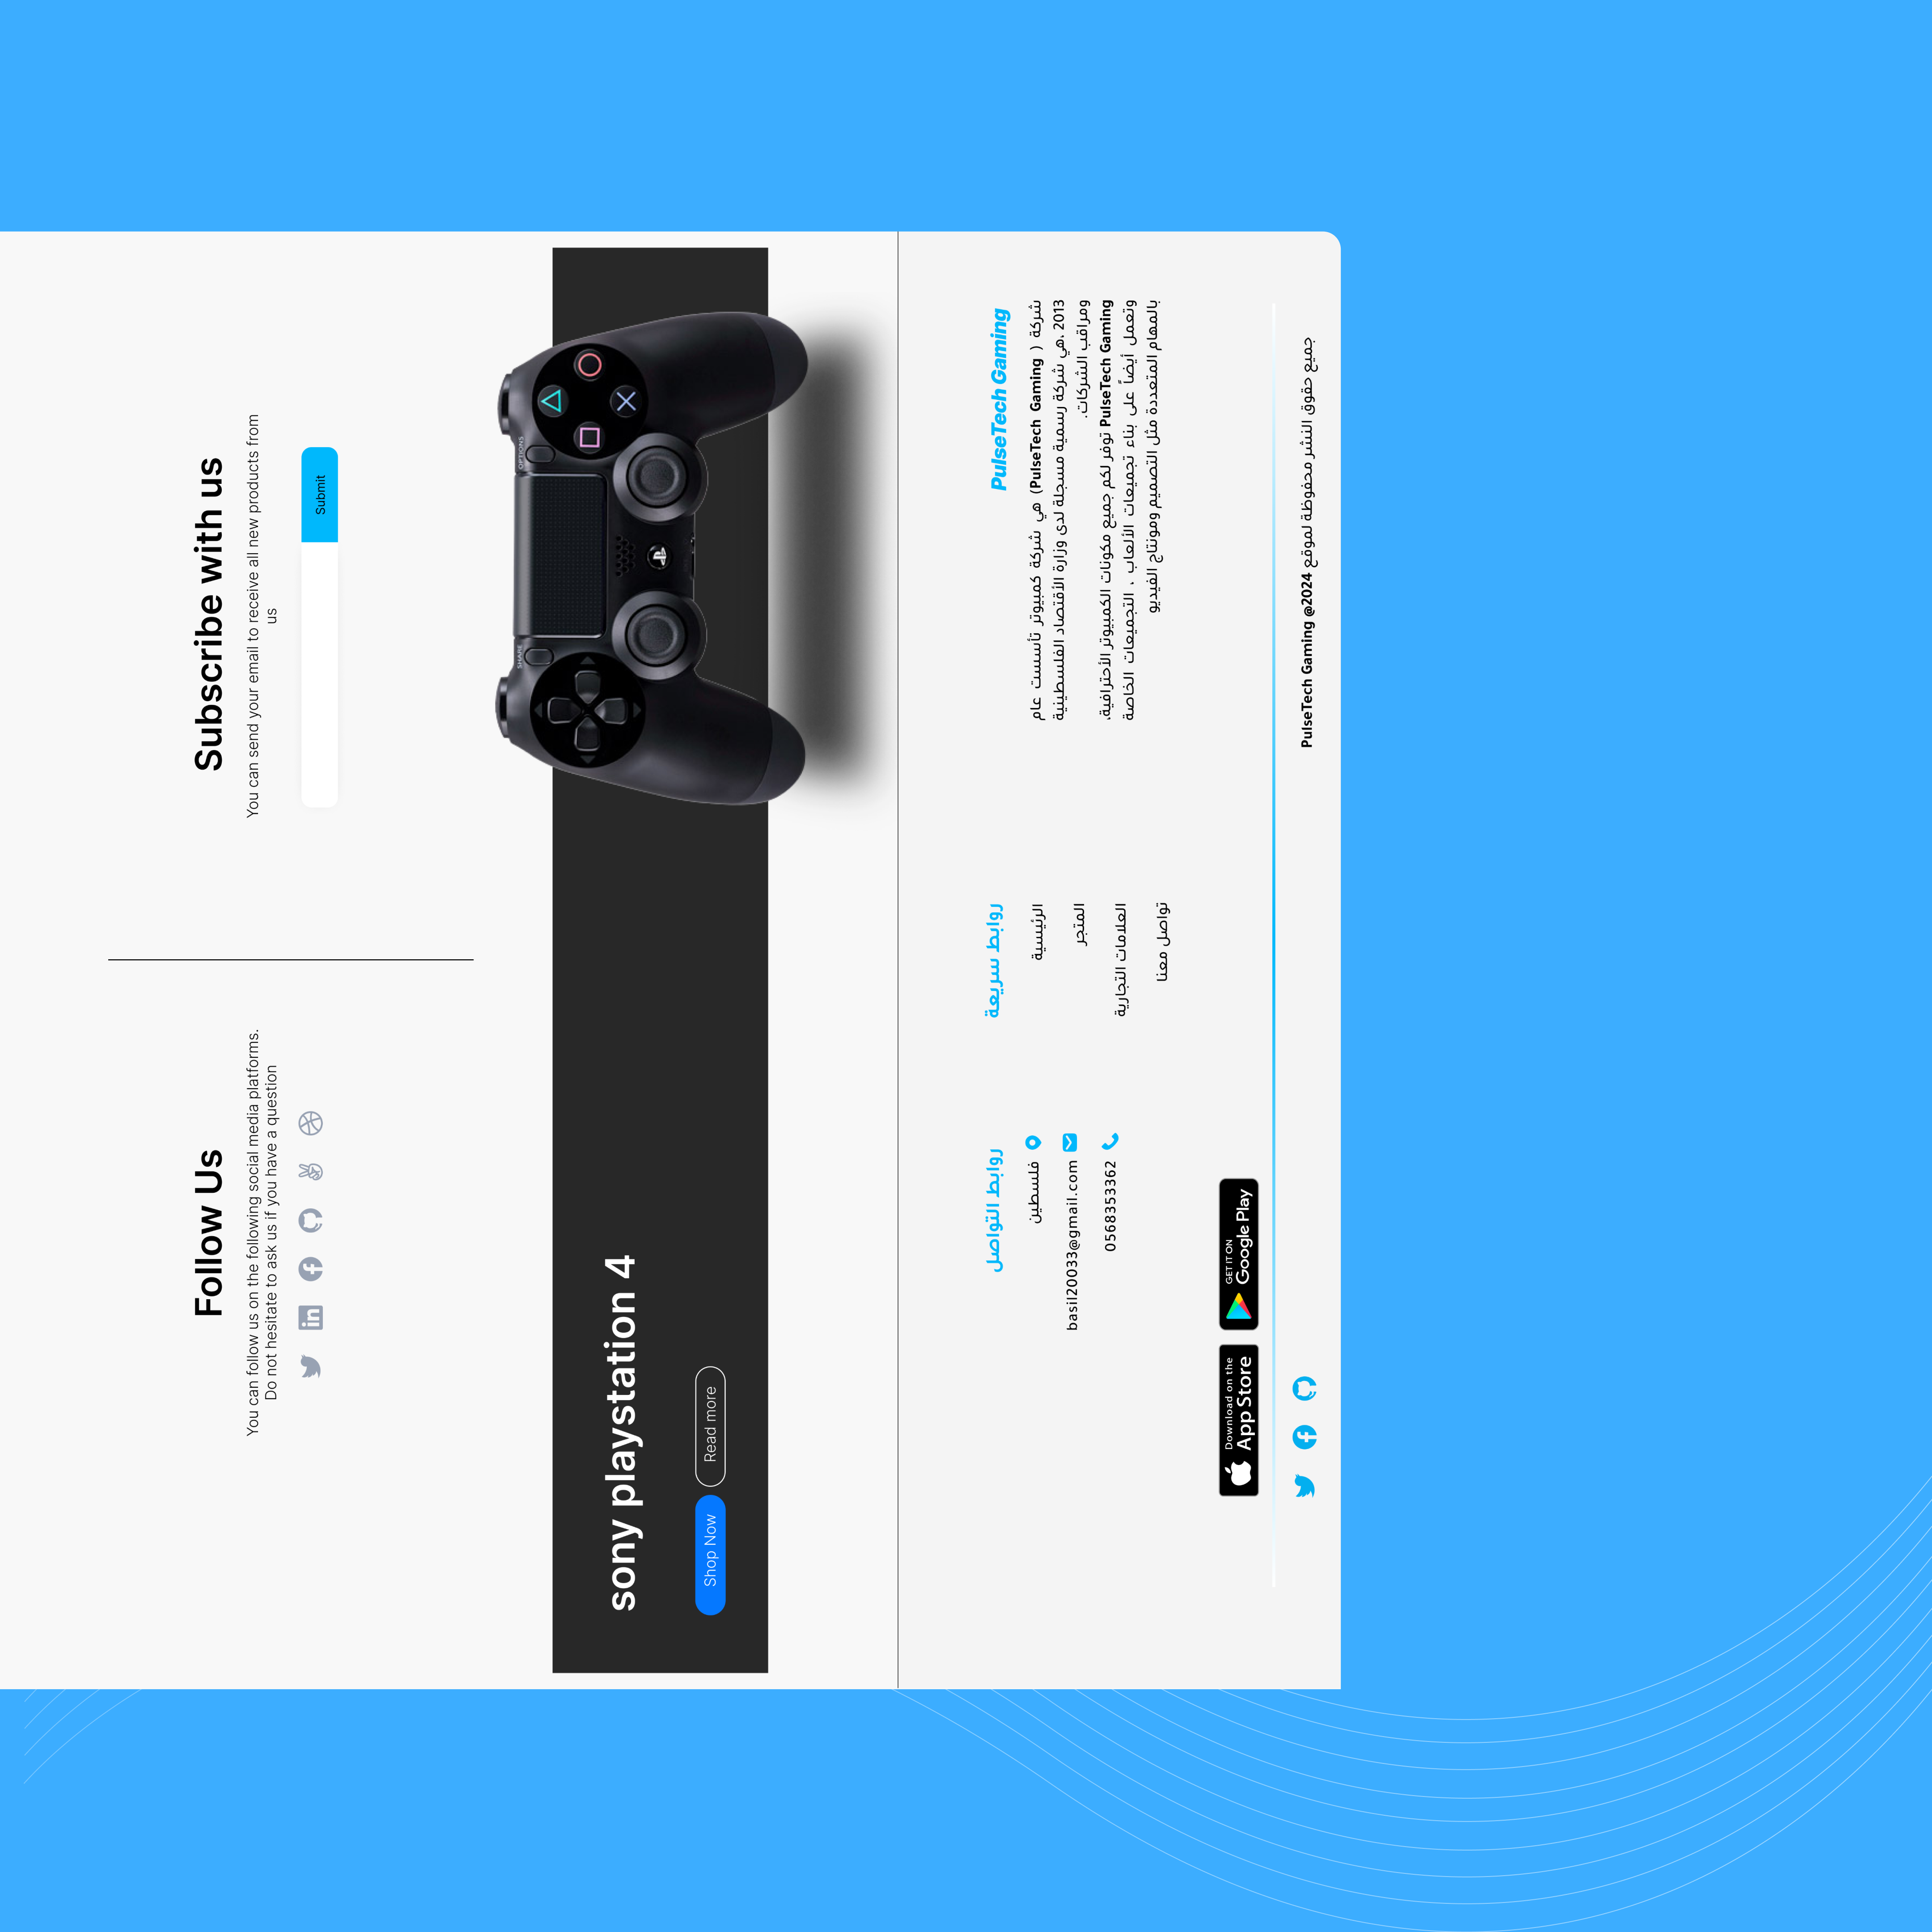 Follow Us
You can follow us on the following social media platforms.
Do not hesitate to ask us if you have a question
Subscribe with us
You can send your email to receive all new products from
us
Submit
OPTIONS
SHARE
sony playstation 4
Shop Now
Read more
PulseTech Gaming
شركة ( PulseTech Gaming) هي شركة كمبيوتر تأسست عام
2013 ،هي شركة رسمية مسجلة لدى وزارة الأقتصاد الفلسطينية
ومراقب الشركات.
PulseTech Gaming توفر لكم جميع مكونات الكمبيوتر الأحترافية،
وتعمل أيضاً على بناء تجميعات الألعاب ، التجميعات الخاصة
بالمهام المتعددة مثل التصميم ومونتاج الفيديو
روابط سريعة
الرئيسية
المتجر
العلامات التجارية
تواصل معنا
روابط التواصل
فلسطين
basil20033@gmail.com
0568353362
Download on the
App Store
GET IT ON
Google Play
جميع حقوق النشر محفوظة لموقع PulseTech Gaming @2024